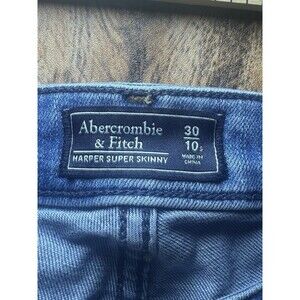 Abercrombie
& Fitch
HARPER SUPER SKINNY
30
10S
MADE IN
CHINA